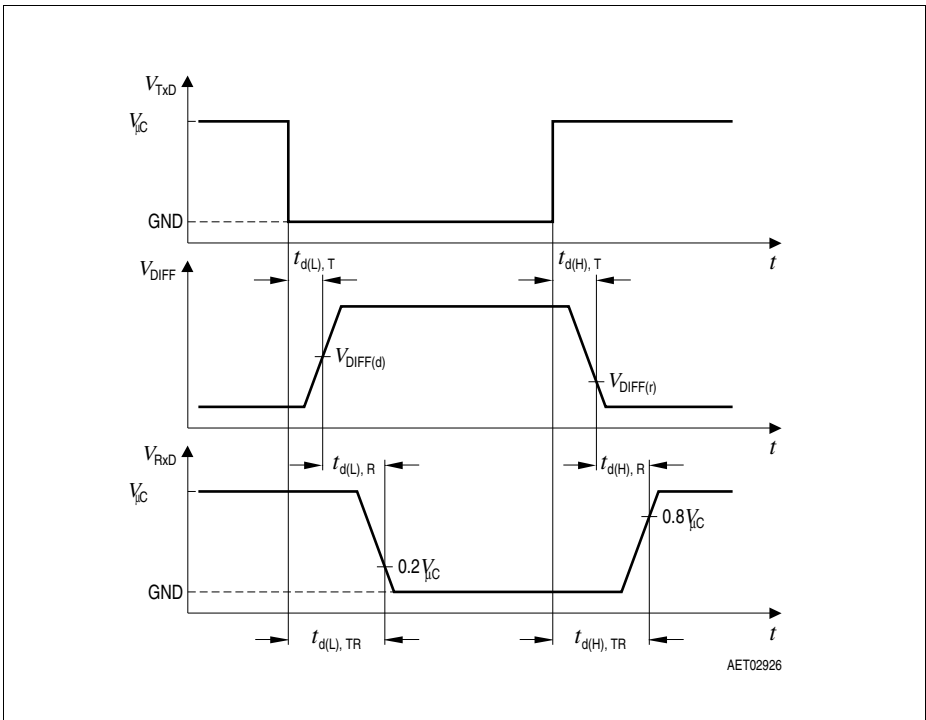 V_TxD
V_µC
GND
t
t_d(L), T
t_d(H), T
V_DIFF
V_DIFF(d)
V_DIFF(r)
t
V_RxD
t_d(L), R
t_d(H), R
V_µC
0.8V_µC
0.2V_µC
GND
t
t_d(L), TR
t_d(H), TR
AET02926